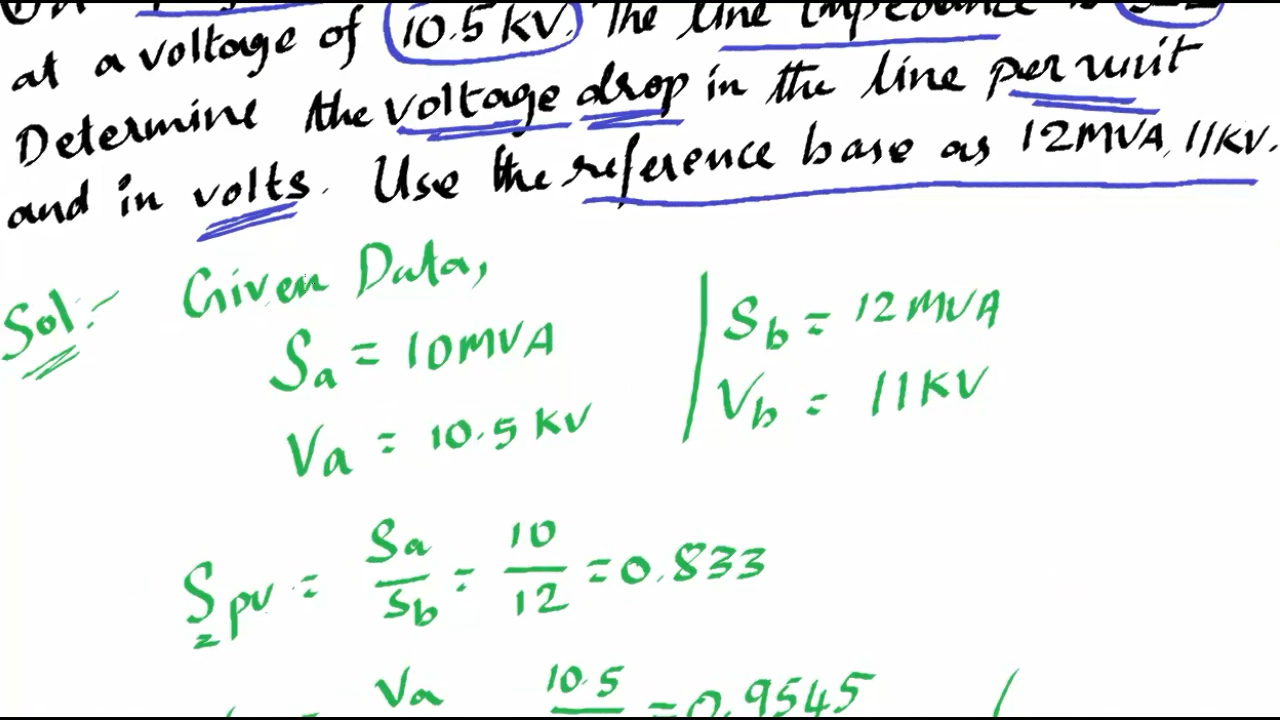 at a voltage of 10.5 KV. The line impedance
Determine the voltage drop in the line per unit
and in volts. Use the reference base as 12MVA, 11KV.
Sol:- Given Data,
Sa = 10MVA
Va = 10.5 KV
Sb = 12MVA
Vb = 11KV
Spu = Sa/Sb = 10/12 = 0.833
Va 10.5 = 0.9545